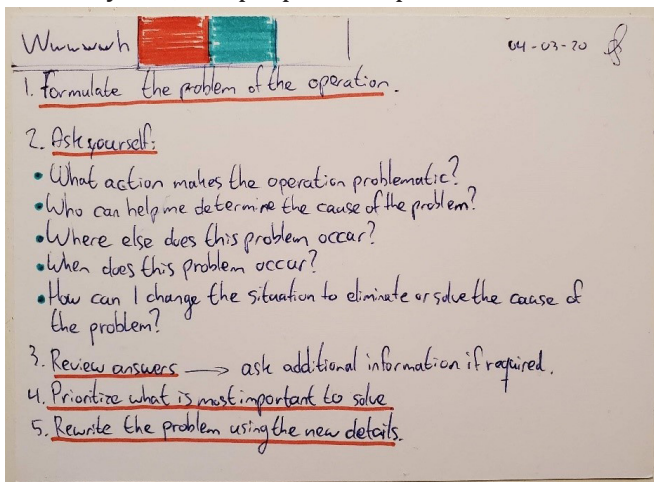 Wwwwwh
04-03-20
1. Formulate the problem of the operation.
2. Ask yourself:
• What action makes the operation problematic?
• Who can help me determine the cause of the problem?
• Where else does this problem occur?
• When does this problem occur?
• How can I change the situation to eliminate or solve the cause of
the problem?
3. Review answers → ask additional information if required.
4. Prioritize what is most important to solve
5. Rewrite the problem using the new details.